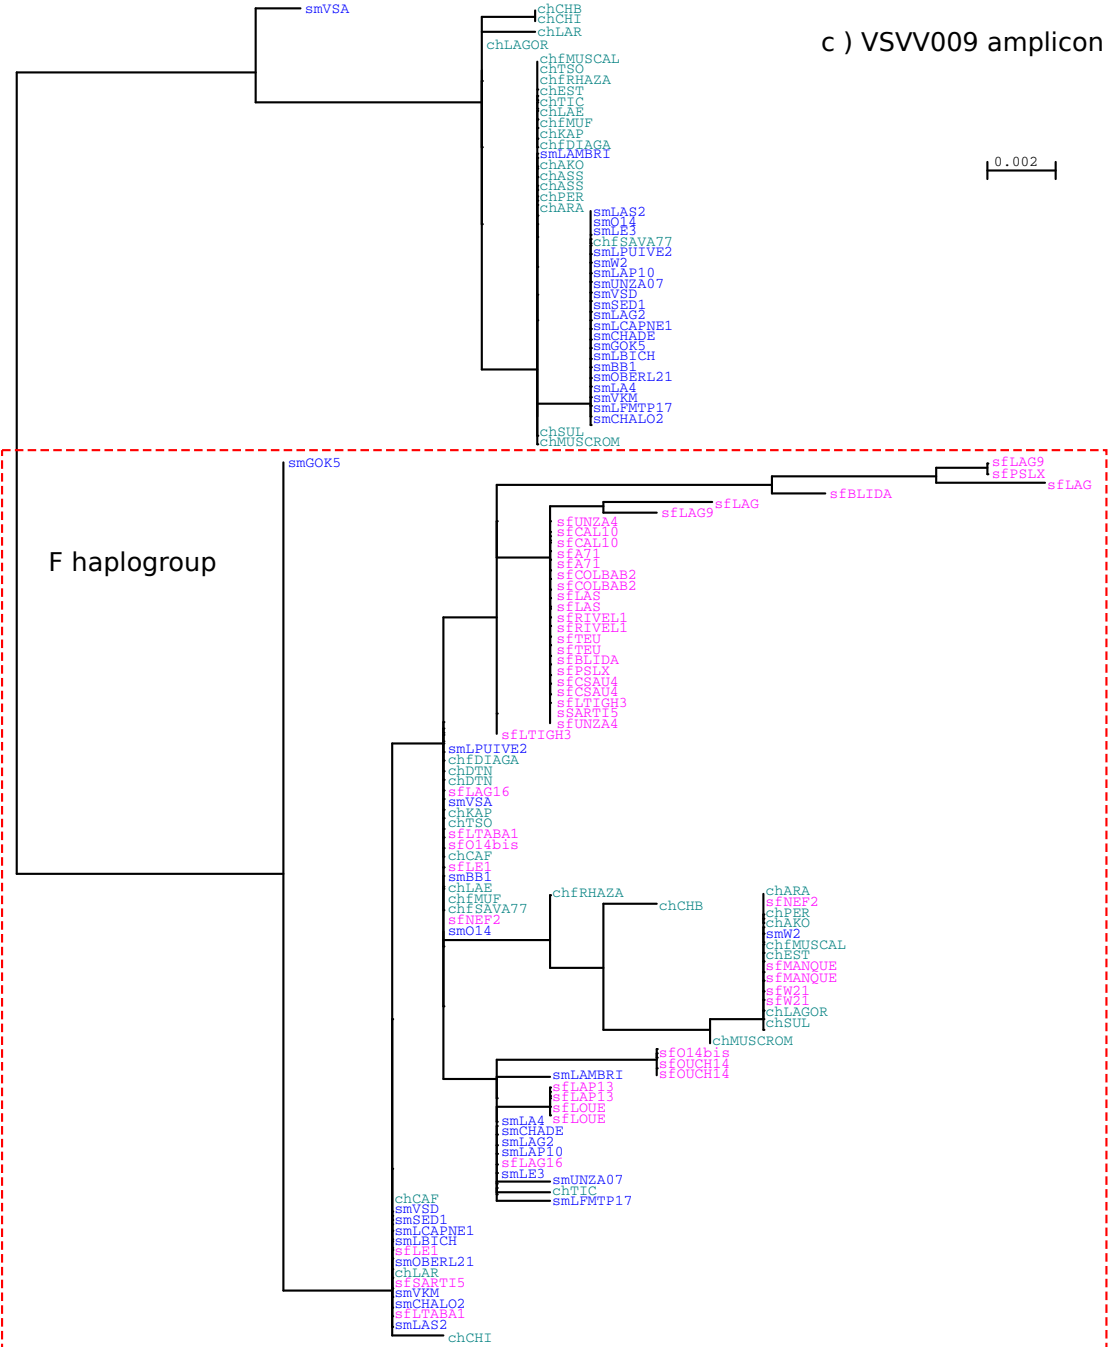 smVSA
chCHB
chCHI
chLAR
c ) VSVV009 amplicon
chLAGOR
chfMUSCAL
chTSO
chfRHAZA
chEST
chTIC
chLAE
chfMUF
chKAP
chfDIAGA
smLAMBRI
chAKO
chASS
chASS
chPER
chARA
0.002
smLAS2
smO14
smLE3
chfSAVA77
smLPUIVE2
smW2
smLAP10
smUNZA07
smVSD
smSED1
smLAG2
smLCAPNE1
smCHADE
smGOK5
smLBICH
smBB1
smOBERL21
smLA4
smVKM
smLFMTP17
smCHALO2
chSUL
chMUSCROM
smGOK5
sfLAG9
sfPSLX
sfLAG
sfBLIDA
sfLAG
sfLAG9
F haplogroup
sfUNZA4
sfCAL10
sfCAL10
sfA71
sfA71
sfCOLBAB2
sfCOLBAB2
sfLAS
sfLAS
sfRIVEL1
sfRIVEL1
sfTEU
sfTEU
sfBLIDA
sfPSLX
sfCSAU4
sfCSAU4
sfLTIGH3
sSARTI5
sfUNZA4
sfLTIGH3
smLPUIVE2
chfDIAGA
chDTN
chDTN
sfLAG16
smVSA
chKAP
chTSO
sfLTABA1
sfO14bis
chCAF
sfLE1
smBB1
chLAE
chfMUF
chfSAVA77
sfNEF2
smO14
chfRHAZA
chCHB
chARA
sfNEF2
chPER
chAKO
smW2
chfMUSCAL
chEST
sfMANQUE
sfMANQUE
sfW21
sfW21
chLAGOR
chSUL
chMUSCROM
sfO14bis
sfOUCH14
sfOUCH14
smLAMBRI
sfLAP13
sfLAP13
sfLOUE
sfLOUE
smLA4
smCHADE
smLAG2
smLAP10
sfLAG16
smLE3
smUNZA07
chTIC
smLFMTP17
chCAF
smVSD
smSED1
smLCAPNE1
smLBICH
sfLE1
smOBERL21
chLAR
sfSARTI5
smVKM
smCHALO2
sfLTABA1
smLAS2
chCHI